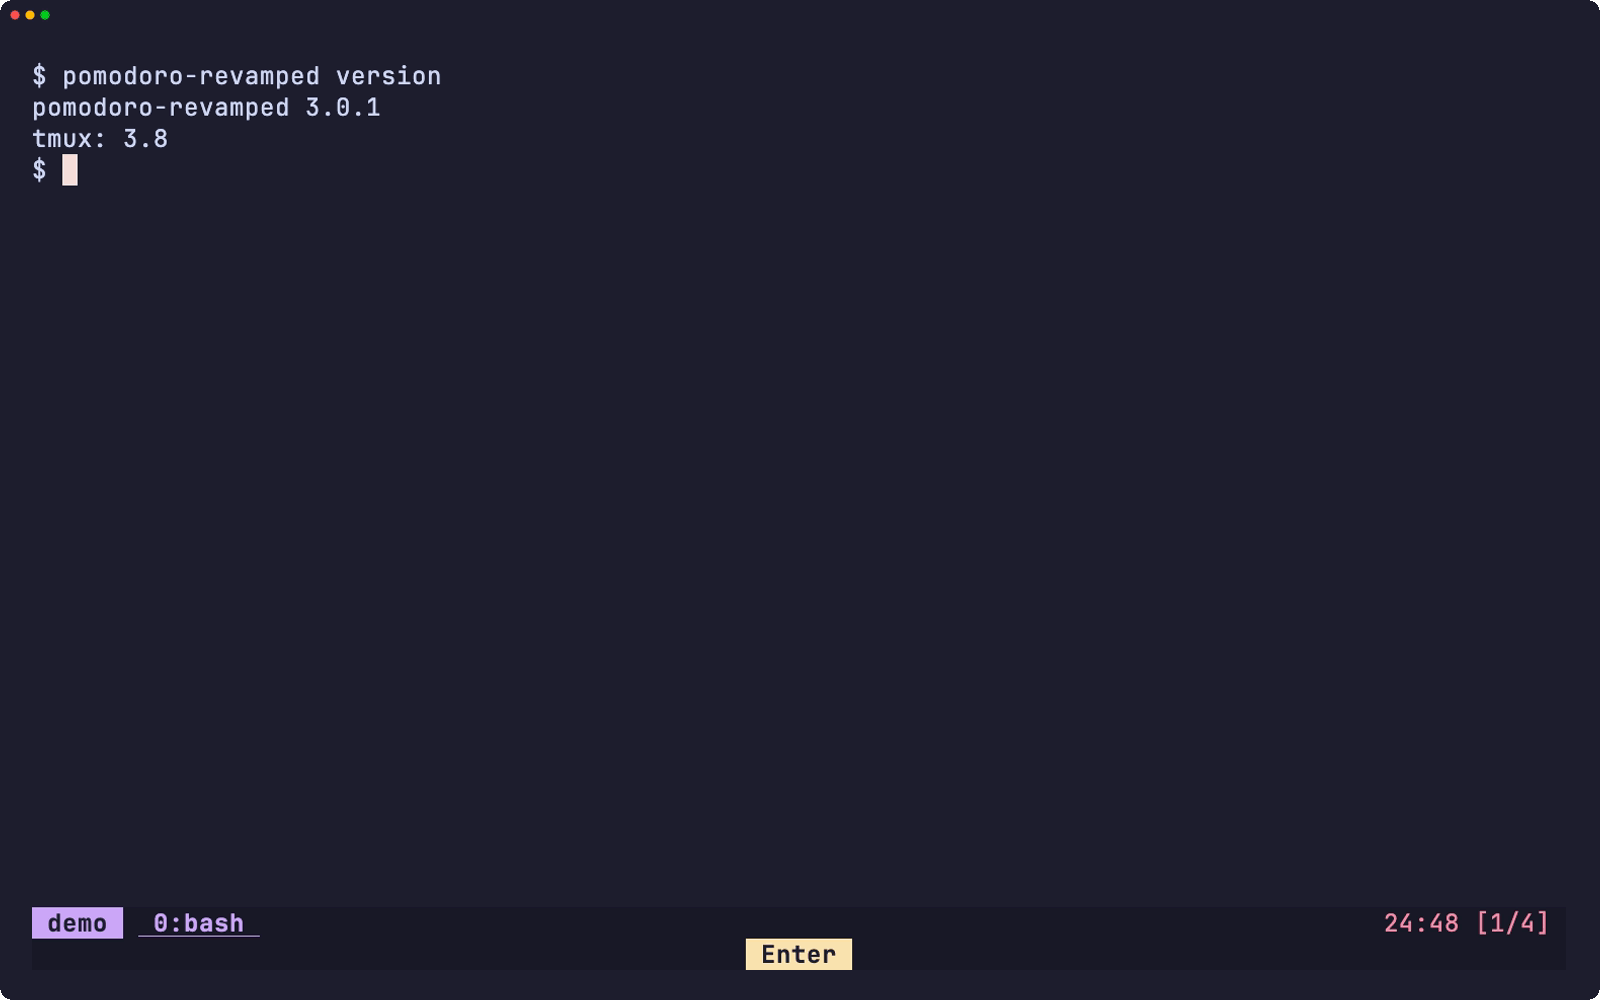 $ pomodoro-revamped version
pomodoro-revamped 3.0.1
tmux: 3.8
$
demo 0:bash 24:48 [1/4]
Enter